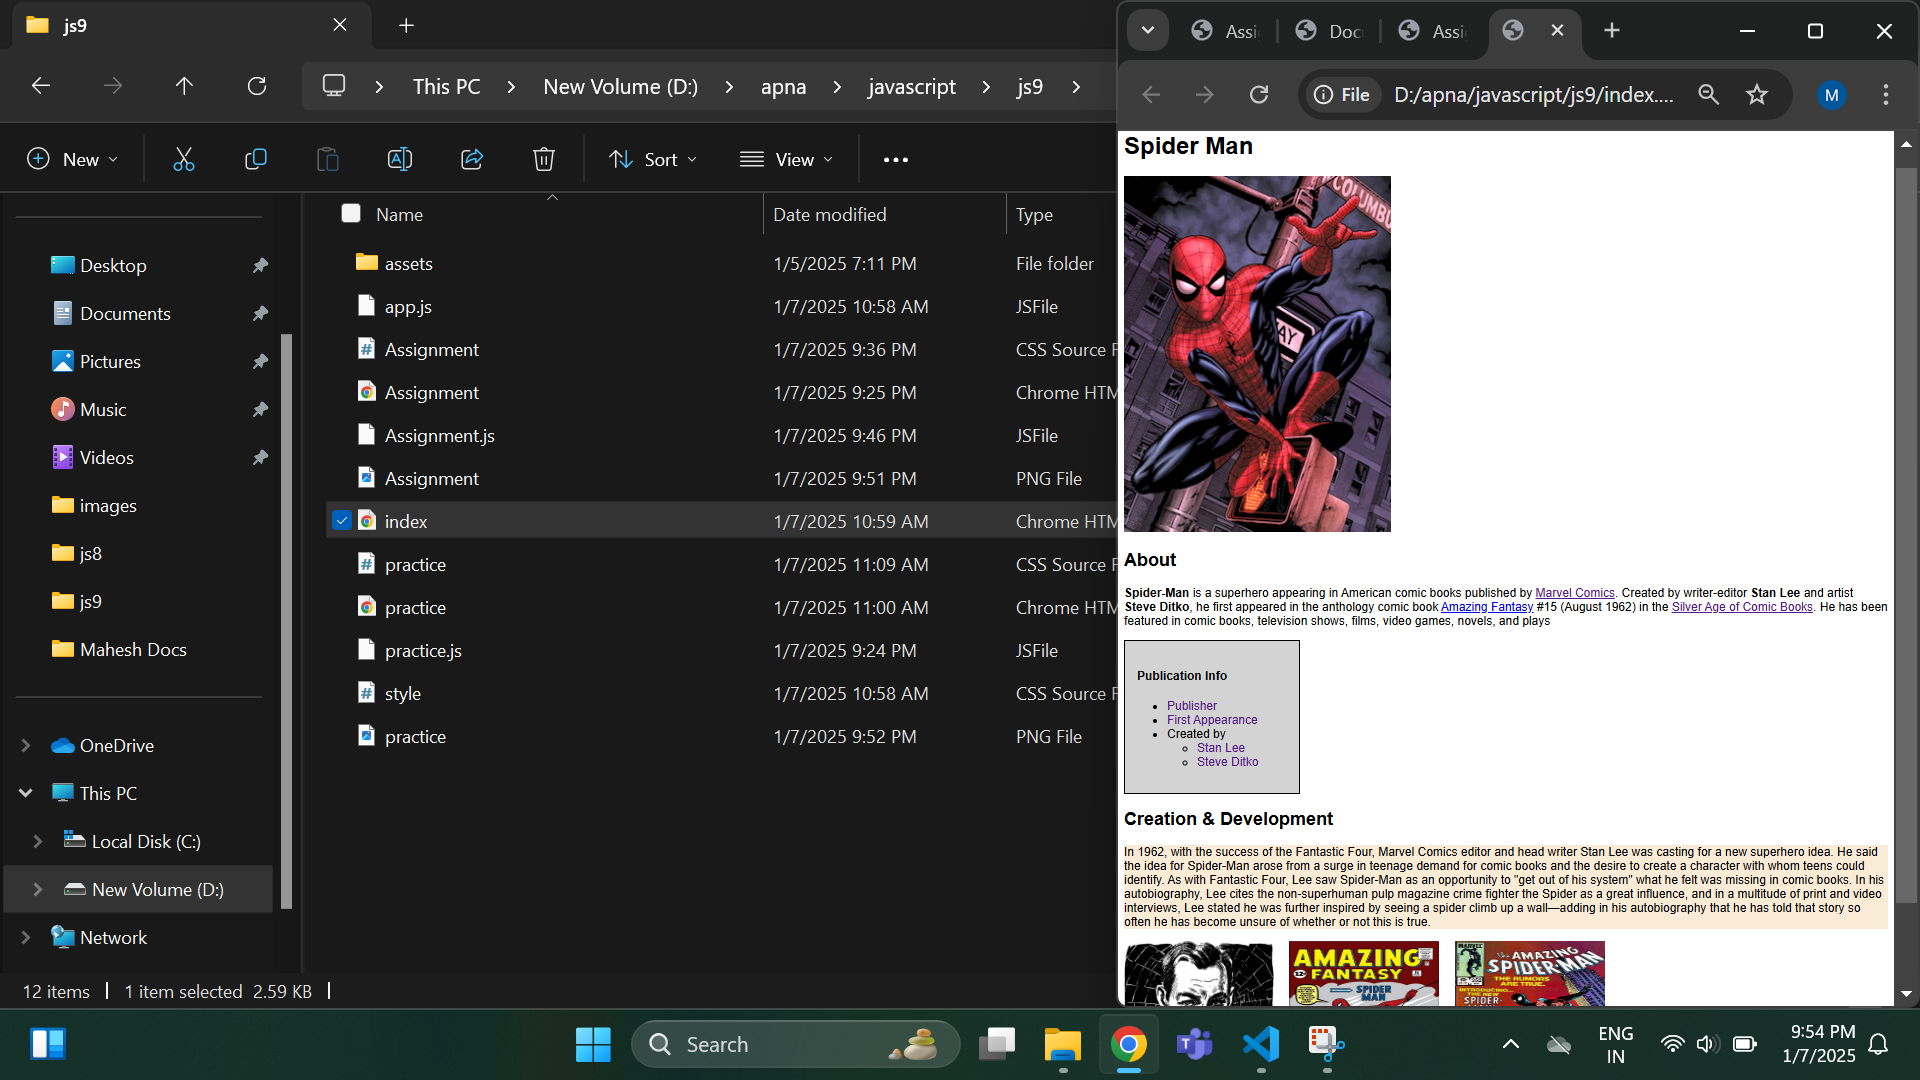 js9
This PC
New Volume (D:)
apna
javascript
js9
New
Sort
View
Name
Date modified
Type
Desktop
Documents
Pictures
Music
Videos
images
js8
js9
Mahesh Docs
OneDrive
This PC
Local Disk (C:)
New Volume (D:)
Network
assets 1/5/2025 7:11 PM File folder
app.js 1/7/2025 10:58 AM JSFile
Assignment 1/7/2025 9:36 PM CSS Source F
Assignment 1/7/2025 9:25 PM Chrome HTM
Assignment.js 1/7/2025 9:46 PM JSFile
Assignment 1/7/2025 9:51 PM PNG File
index 1/7/2025 10:59 AM Chrome HTM
practice 1/7/2025 11:09 AM CSS Source F
practice 1/7/2025 11:00 AM Chrome HTM
practice.js 1/7/2025 9:24 PM JSFile
style 1/7/2025 10:58 AM CSS Source F
practice 1/7/2025 9:52 PM PNG File
12 items
1 item selected 2.59 KB
Assi
Doc
Assi
File
D:/apna/javascript/js9/index....
M
Spider Man
COLUMBU
AY
About
Spider-Man is a superhero appearing in American comic books published by Marvel Comics. Created by writer-editor Stan Lee and artist
Steve Ditko, he first appeared in the anthology comic book Amazing Fantasy #15 (August 1962) in the Silver Age of Comic Books. He has been
featured in comic books, television shows, films, video games, novels, and plays
Publication Info
Publisher
First Appearance
Created by
Stan Lee
Steve Ditko
Creation & Development
In 1962, with the success of the Fantastic Four, Marvel Comics editor and head writer Stan Lee was casting for a new superhero idea. He said
the idea for Spider-Man arose from a surge in teenage demand for comic books and the desire to create a character with whom teens could
identify. As with Fantastic Four, Lee saw Spider-Man as an opportunity to "get out of his system" what he felt was missing in comic books. In his
autobiography, Lee cites the non-superhuman pulp magazine crime fighter the Spider as a great influence, and in a multitude of print and video
interviews, Lee stated he was further inspired by seeing a spider climb up a wall—adding in his autobiography that he has told that story so
often he has become unsure of whether or not this is true.
AMAZING
FANTASY
SPIDER
MAN
MARVEL
THE AMAZING
SPIDER-MAN
THE RUMORS
ARE TRUE.
INTRODUCING...
THE NEW
SPIDER-
Search
ENG
IN
9:54 PM
1/7/2025